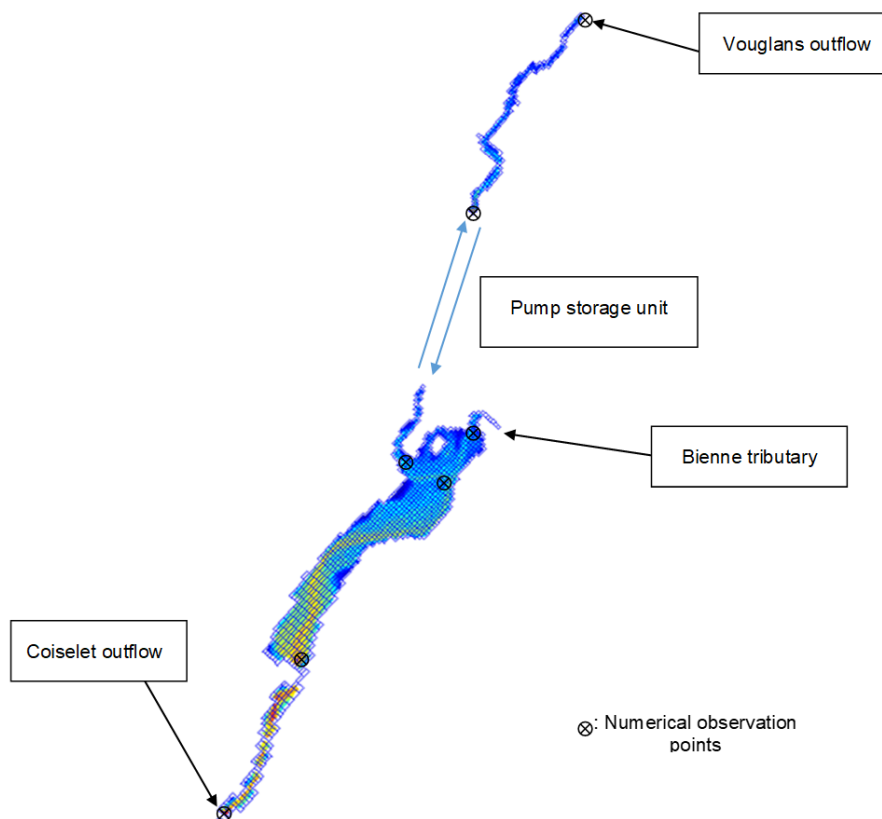 Vouglans outflow
Pump storage unit
Bienne tributary
Coiselet outflow
⊗: Numerical observation
points